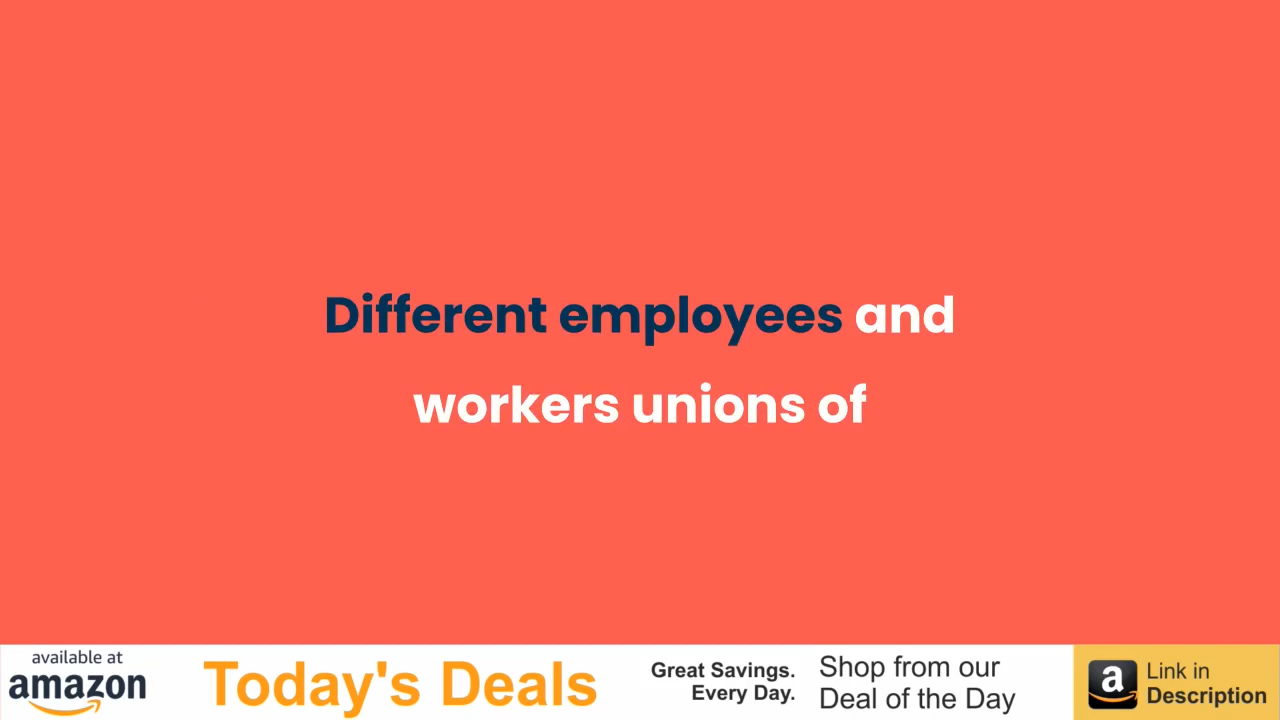 Different employees and
workers unions of
available at
amazon
Today's Deals
Great Savings.
Every Day.
Shop from our
Deal of the Day
a
Link in
Description